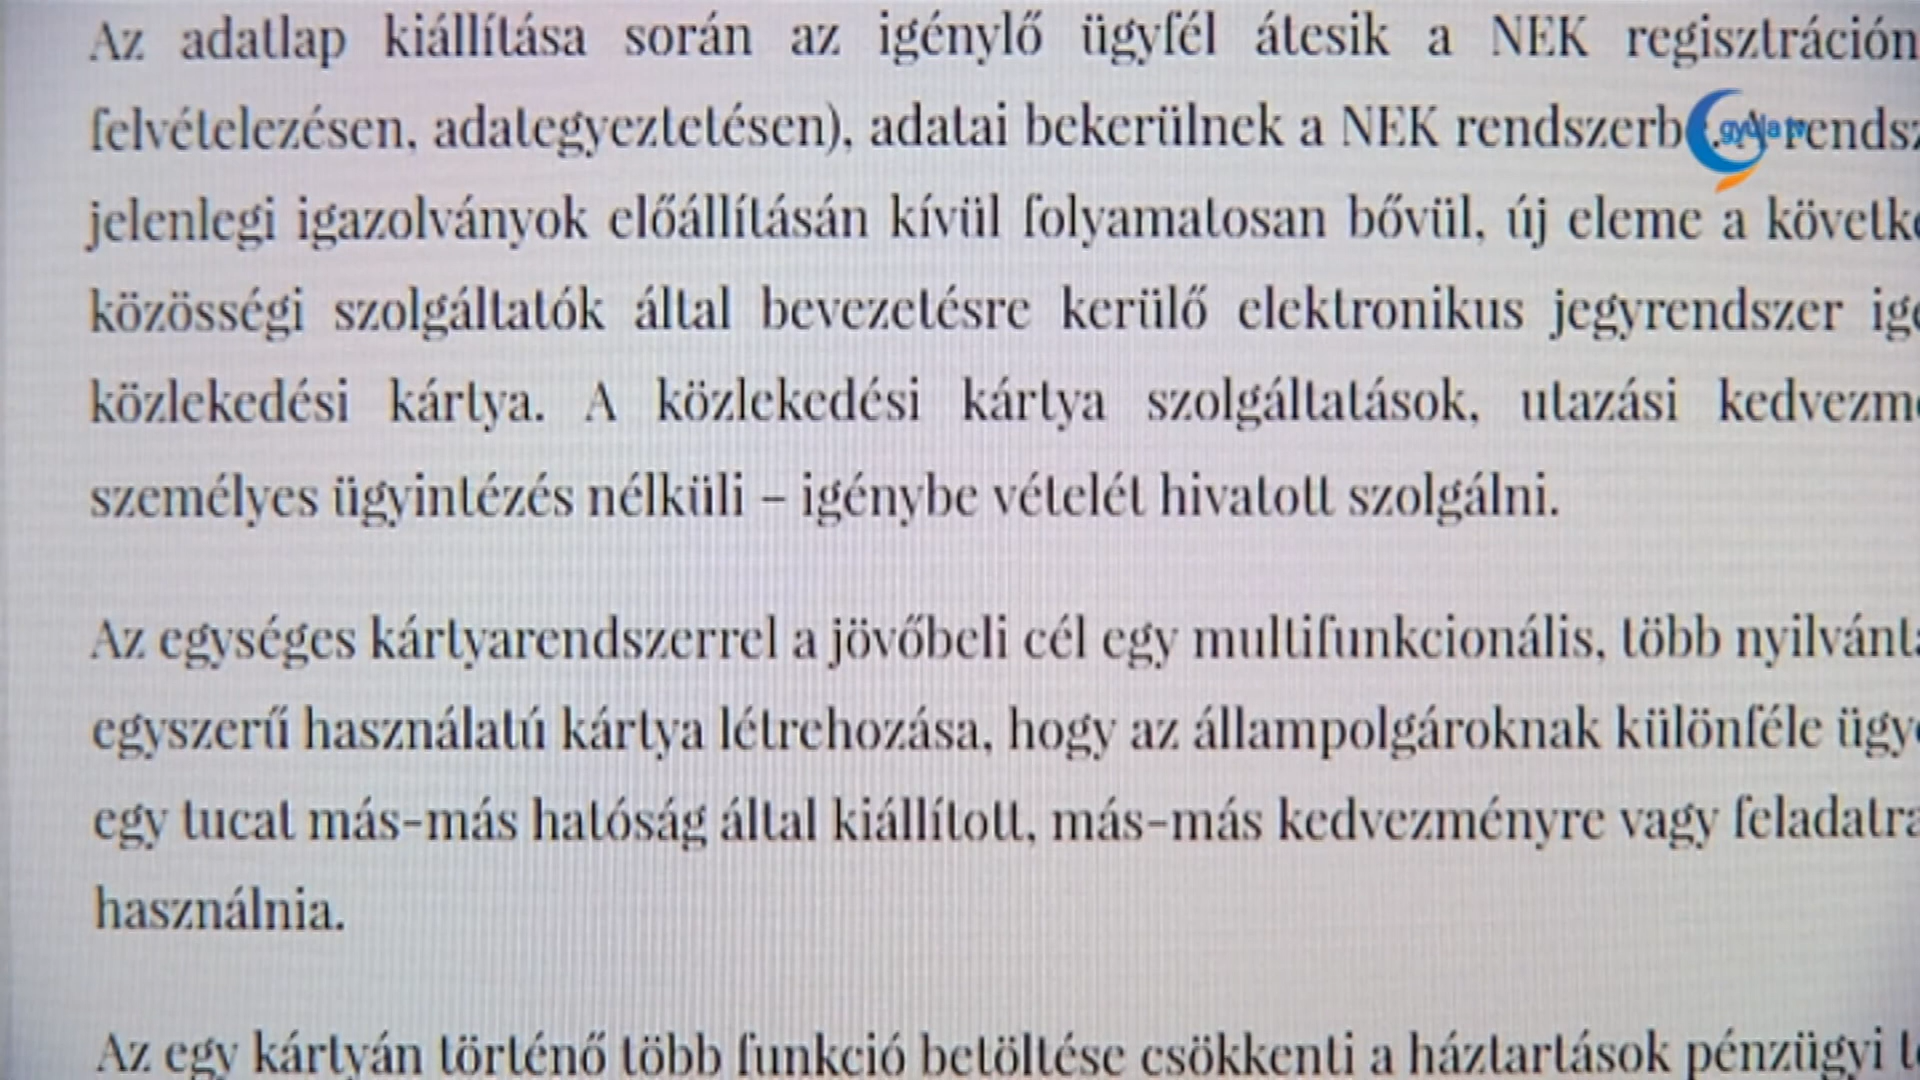 Az adatlap kiállítása során az igénylő ügyfél átesik a NEK regisztráción
felvételezésen, adategyeztetésen), adatai bekerülnek a NEK
jelenlegi igazolványok előállításán kívül folyamatosan bővül, új eleme a
közösségi szolgáltatók által bevezetésre kerülő elektronikus jegyrendszer
közlekedési kártya. A közlekedési kártya szolgáltatások, utazási
személyes ügyintézés nélküli – igénybe vételét hivatott szolgálni.
Az egységes kártyarendszerrel a jövőbeli cél egy multifunkcionális, több
egyszerű használatú kártya létrehozása, hogy az állampolgároknak különféle
egy tucat más-más hatóság által kiállított, más-más kedvezményre vagy feladatra
használnia.
Az egy kártyán történő több funkció betöltése csökkenti a háztartások pénzügyi
gyula tv